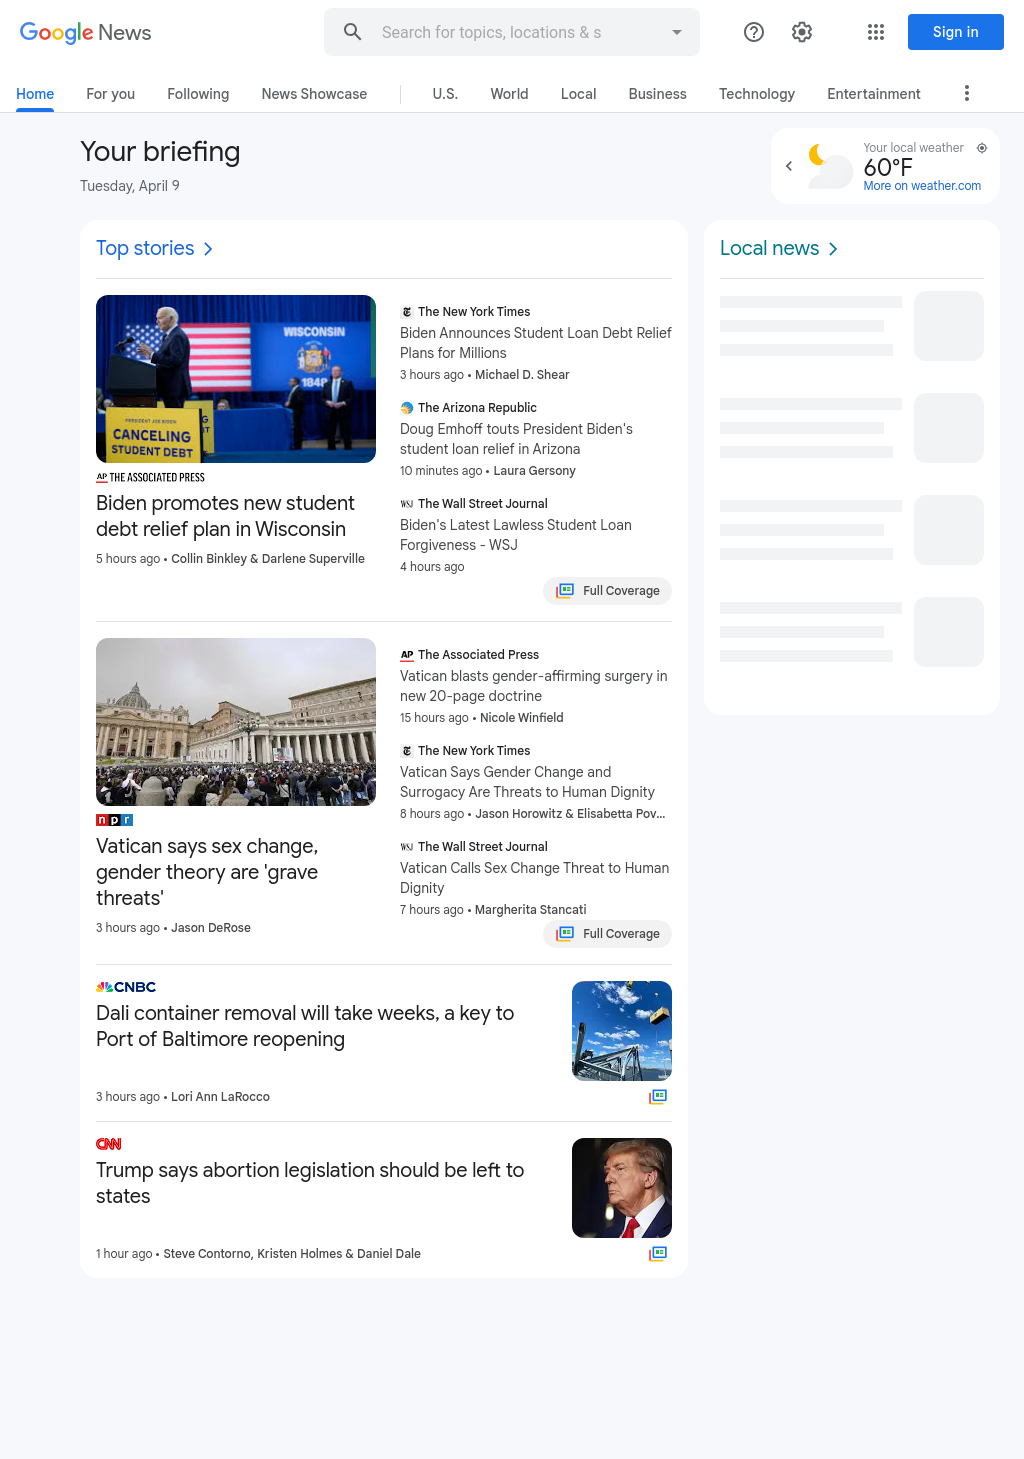 Google News
Search for topics, locations & s
Sign in
Home
For you
Following
News Showcase
U.S.
World
Local
Business
Technology
Entertainment
Your briefing
Tuesday, April 9
Your local weather
60°F
More on weather.com
Top stories
WISCONSIN
1848
PRESIDENT JOE BIDEN
CANCELING
STUDENT DEBT
AP THE ASSOCIATED PRESS
Biden promotes new student
debt relief plan in Wisconsin
5 hours ago • Collin Binkley & Darlene Superville
The New York Times
Biden Announces Student Loan Debt Relief
Plans for Millions
3 hours ago • Michael D. Shear
The Arizona Republic
Doug Emhoff touts President Biden's
student loan relief in Arizona
10 minutes ago • Laura Gersony
WSJ The Wall Street Journal
Biden's Latest Lawless Student Loan
Forgiveness - WSJ
4 hours ago
Full Coverage
npr
Vatican says sex change,
gender theory are 'grave
threats'
3 hours ago • Jason DeRose
AP The Associated Press
Vatican blasts gender-affirming surgery in
new 20-page doctrine
15 hours ago • Nicole Winfield
The New York Times
Vatican Says Gender Change and
Surrogacy Are Threats to Human Dignity
8 hours ago • Jason Horowitz & Elisabetta Pov...
WSJ The Wall Street Journal
Vatican Calls Sex Change Threat to Human
Dignity
7 hours ago • Margherita Stancati
Full Coverage
CNBC
Dali container removal will take weeks, a key to
Port of Baltimore reopening
3 hours ago • Lori Ann LaRocco
CNN
Trump says abortion legislation should be left to
states
1 hour ago • Steve Contorno, Kristen Holmes & Daniel Dale
Local news